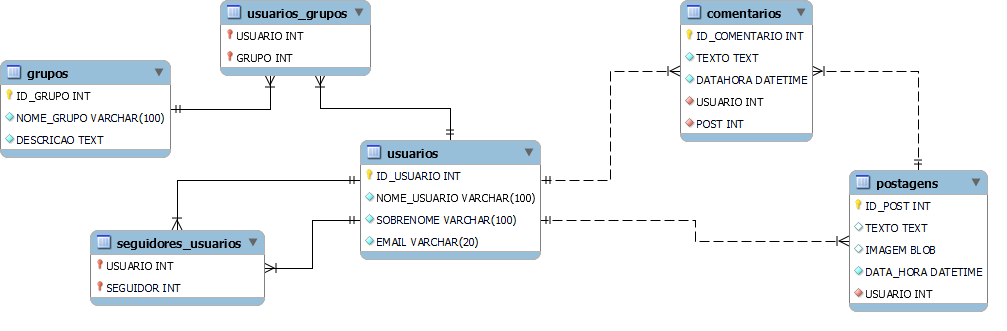 usuarios_grupos
USUARIO INT
GRUPO INT
comentarios
ID_COMENTARIO INT
TEXTO TEXT
DATAHORA DATETIME
USUARIO INT
POST INT
grupos
ID_GRUPO INT
NOME_GRUPO VARCHAR(100)
DESCRICAO TEXT
usuarios
ID_USUARIO INT
NOME_USUARIO VARCHAR(100)
SOBRENOME VARCHAR(100)
EMAIL VARCHAR(20)
postagens
ID_POST INT
TEXTO TEXT
IMAGEM BLOB
DATA_HORA DATETIME
USUARIO INT
seguidores_usuarios
USUARIO INT
SEGUIDOR INT